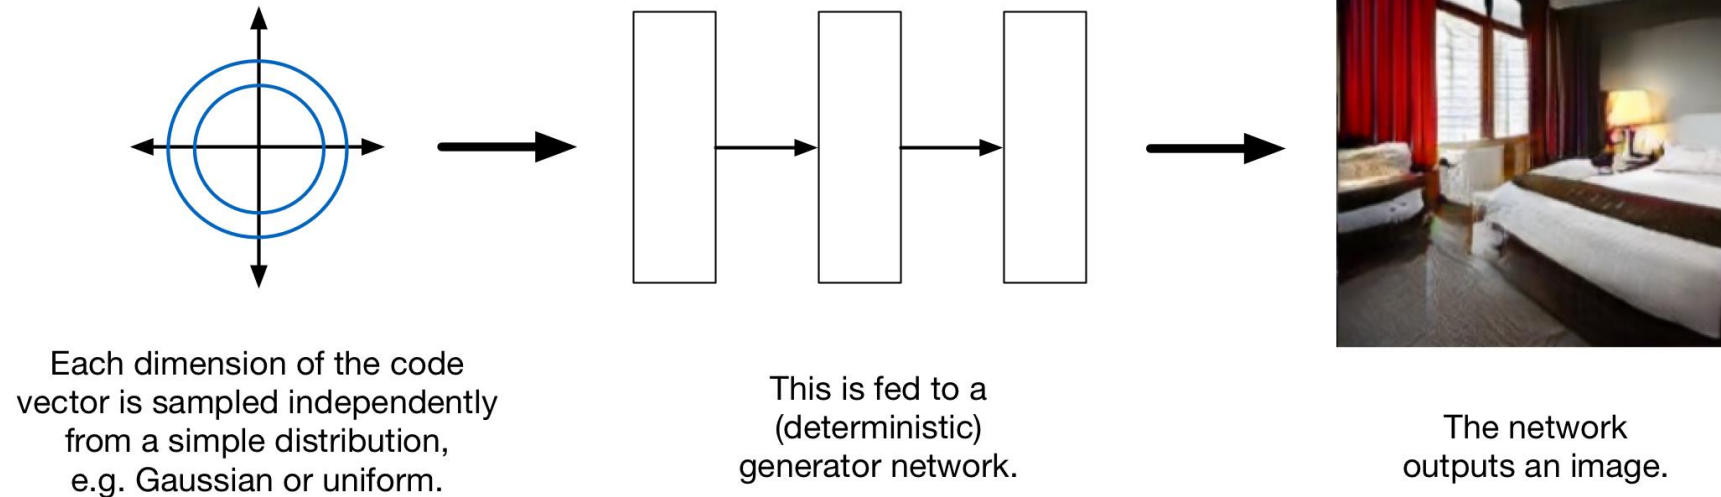 Each dimension of the code
vector is sampled independently
from a simple distribution,
e.g. Gaussian or uniform.
This is fed to a
(deterministic)
generator network.
The network
outputs an image.